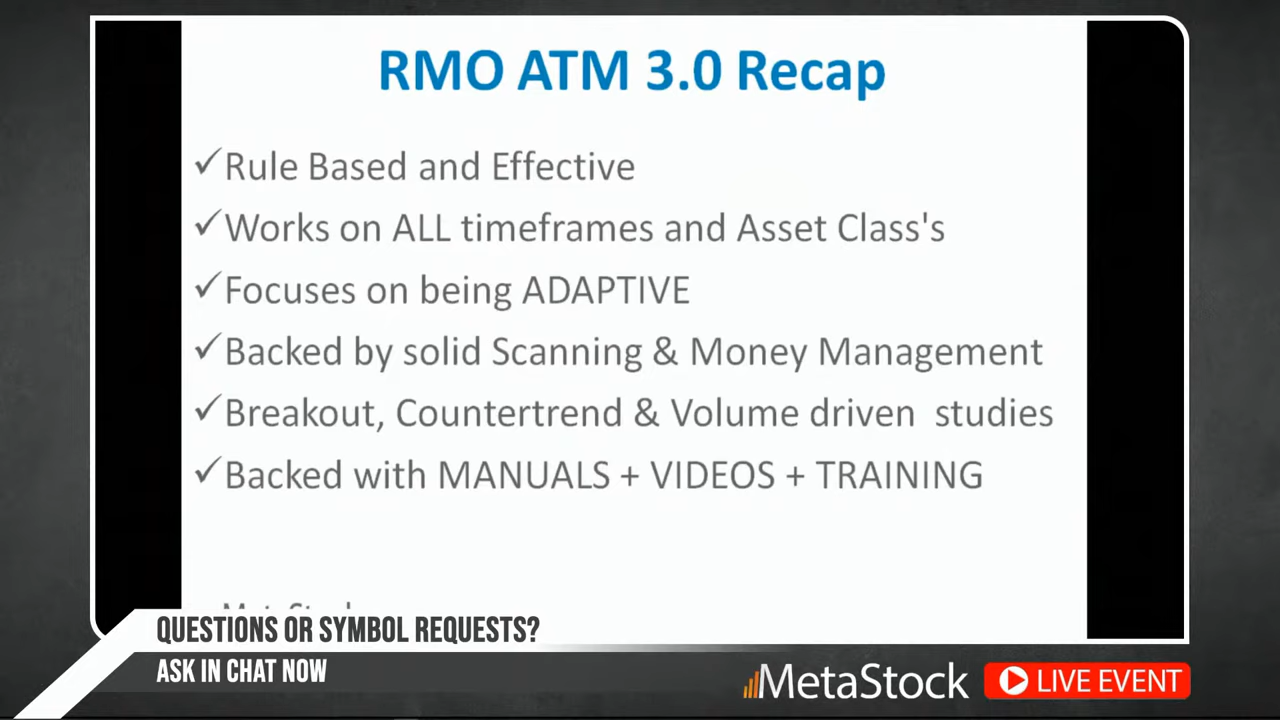 RMO ATM 3.0 Recap
✓Rule Based and Effective
✓Works on ALL timeframes and Asset Class's
✓Focuses on being ADAPTIVE
✓Backed by solid Scanning & Money Management
✓Breakout, Countertrend & Volume driven studies
✓Backed with MANUALS + VIDEOS + TRAINING
QUESTIONS OR SYMBOL REQUESTS?
ASK IN CHAT NOW
MetaStock
LIVE EVENT